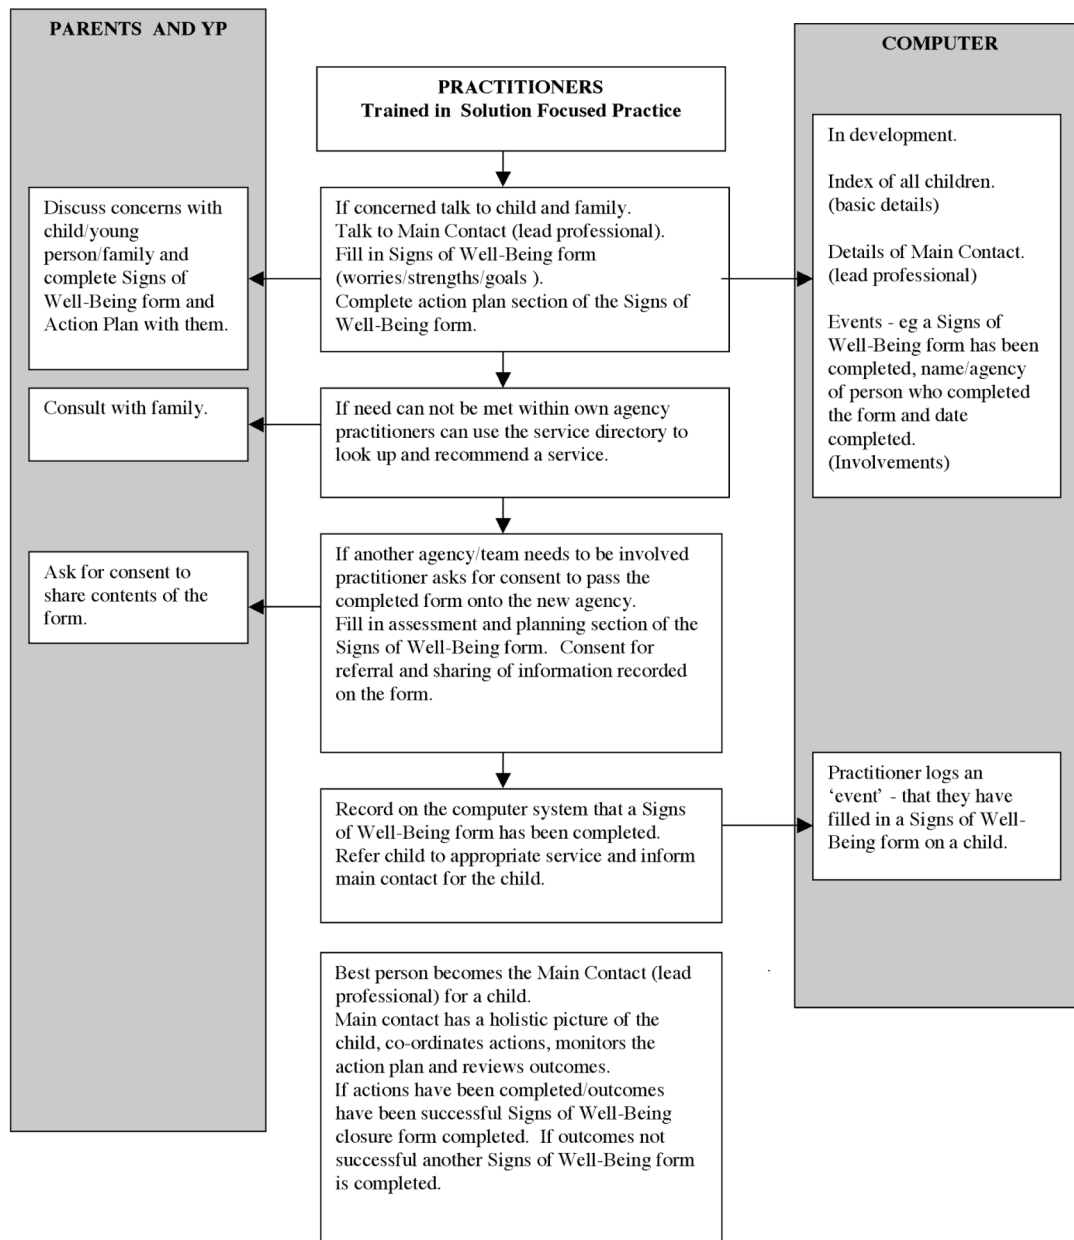 PARENTS  AND YP
Discuss concerns with
child/young
person/family and
complete Signs of
Well-Being form and
Action Plan with them.
Consult with family.
Ask for consent to
share contents of the
form.
PRACTITIONERS
Trained in  Solution Focused Practice
If concerned talk to child and family.
Talk to Main Contact (lead professional).
Fill in Signs of Well-Being form
(worries/strengths/goals ).
Complete action plan section of the Signs of
Well-Being form.
If need can not be met within own agency
practitioners can use the service directory to
look up and recommend a service.
If another agency/team needs to be involved
practitioner asks for consent to pass the
completed form onto the new agency.
Fill in assessment and planning section of the
Signs of Well-Being form.  Consent for
referral and sharing of information recorded
on the form.
Record on the computer system that a Signs
of Well-Being form has been completed.
Refer child to appropriate service and inform
main contact for the child.
Best person becomes the Main Contact (lead
professional) for a child.
Main contact has a holistic picture of the
child, co-ordinates actions, monitors the
action plan and reviews outcomes.
If actions have been completed/outcomes
have been successful Signs of Well-Being
closure form completed.  If outcomes not
successful another Signs of Well-Being form
is completed.
COMPUTER
In development.
Index of all children.
(basic details)
Details of Main Contact.
(lead professional)
Events - eg a Signs of
Well-Being form has been
completed, name/agency
of person who completed
the form and date
completed.
(Involvements)
Practitioner logs an
‘event’ - that they have
filled in a Signs of Well-
Being form on a child.